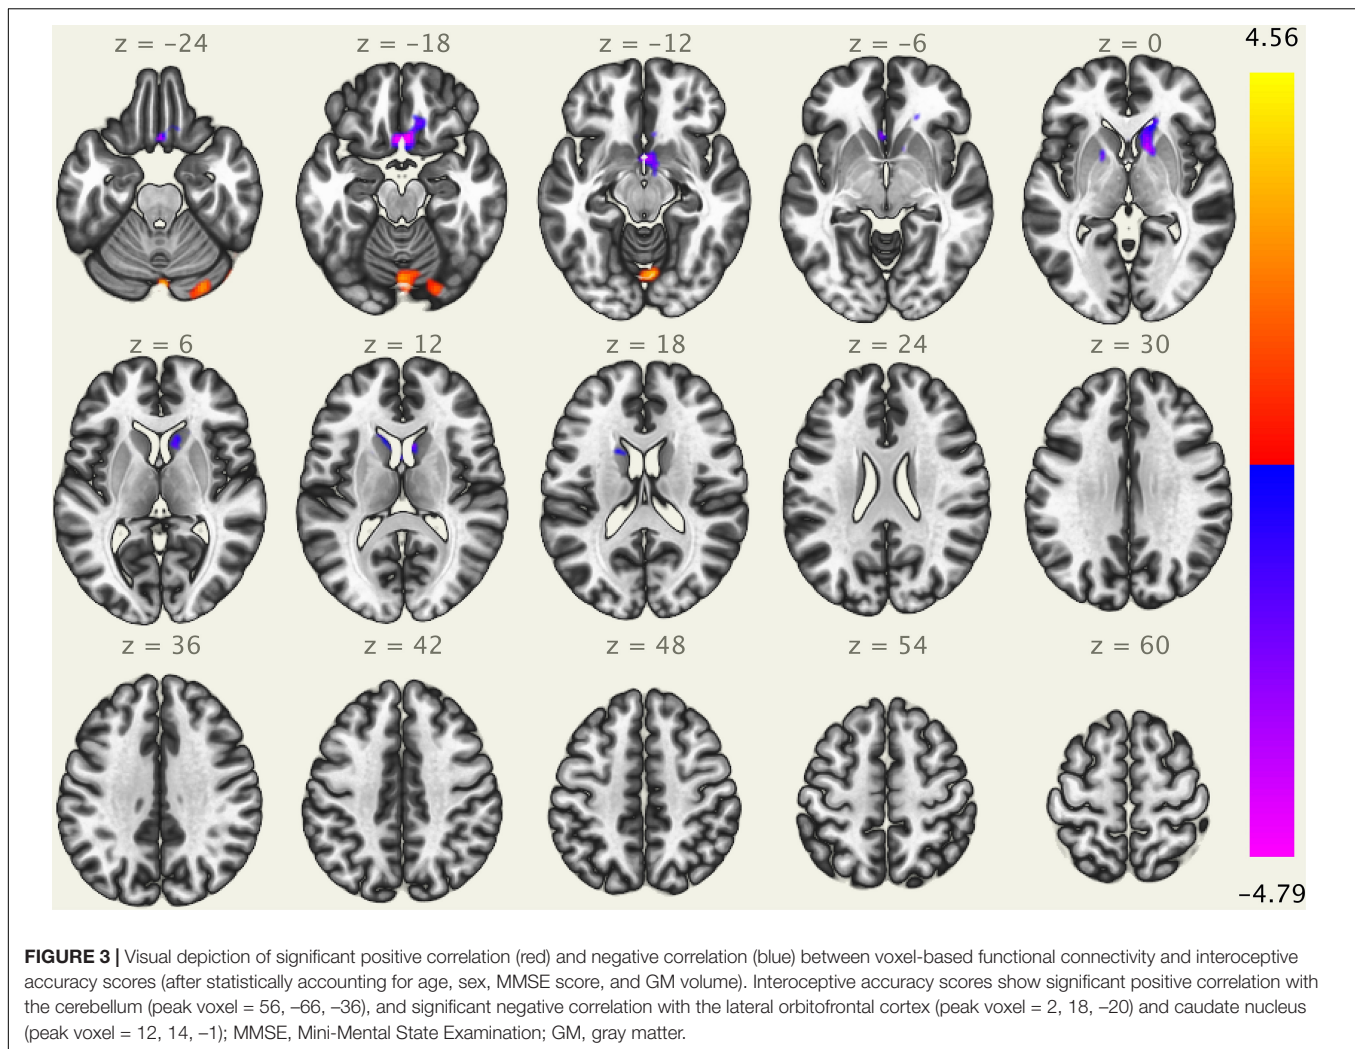 z = –24
z = –18
z = –12
z = –6
z = 0
4.56
z = 6
z = 12
z = 18
z = 24
z = 30
z = 36
z = 42
z = 48
z = 54
z = 60
–4.79
FIGURE 3 | Visual depiction of significant positive correlation (red) and negative correlation (blue) between voxel-based functional connectivity and interoceptive
accuracy scores (after statistically accounting for age, sex, MMSE score, and GM volume). Interoceptive accuracy scores show significant positive correlation with
the cerebellum (peak voxel = 56, –66, –36), and significant negative correlation with the lateral orbitofrontal cortex (peak voxel = 2, 18, –20) and caudate nucleus
(peak voxel = 12, 14, –1); MMSE, Mini-Mental State Examination; GM, gray matter.